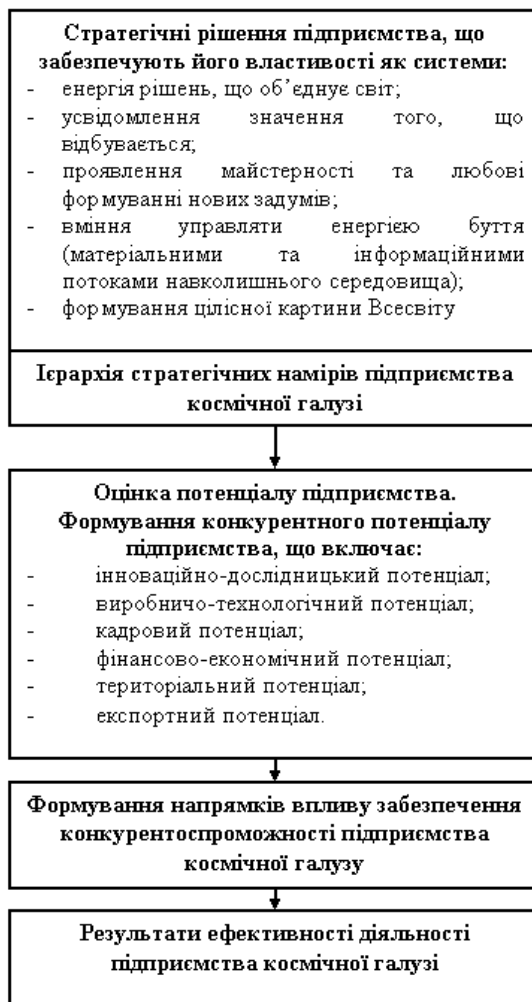 Стратегічні рішення підприємства, що
забезпечують його властивості як системи:
- енергія рішень, що об’єднує світ;
- усвідомлення значення того, що
відбувається;
- проявлення майстерності та любові
формуванні нових задумів;
- вміння управляти енергією буття
(матеріальними та інформаційними
потоками навколишнього середовища);
- формування цілісної картини Всесвіту
Ієрархія стратегічних намірів підприємства
космічної галузі
Оцінка потенціалу підприємства.
Формування конкурентного потенціалу
підприємства, що включає:
- інноваційно-дослідницький потенціал;
- виробничо-технологічний потенціал;
- кадровий потенціал;
- фінансово-економічний потенціал;
- територіальний потенціал;
- експортний потенціал.
Формування напрямків впливу забезпечення
конкурентоспроможності підприємства
космічної галузу
Результати ефективності діяльності
підприємства космічної галузі